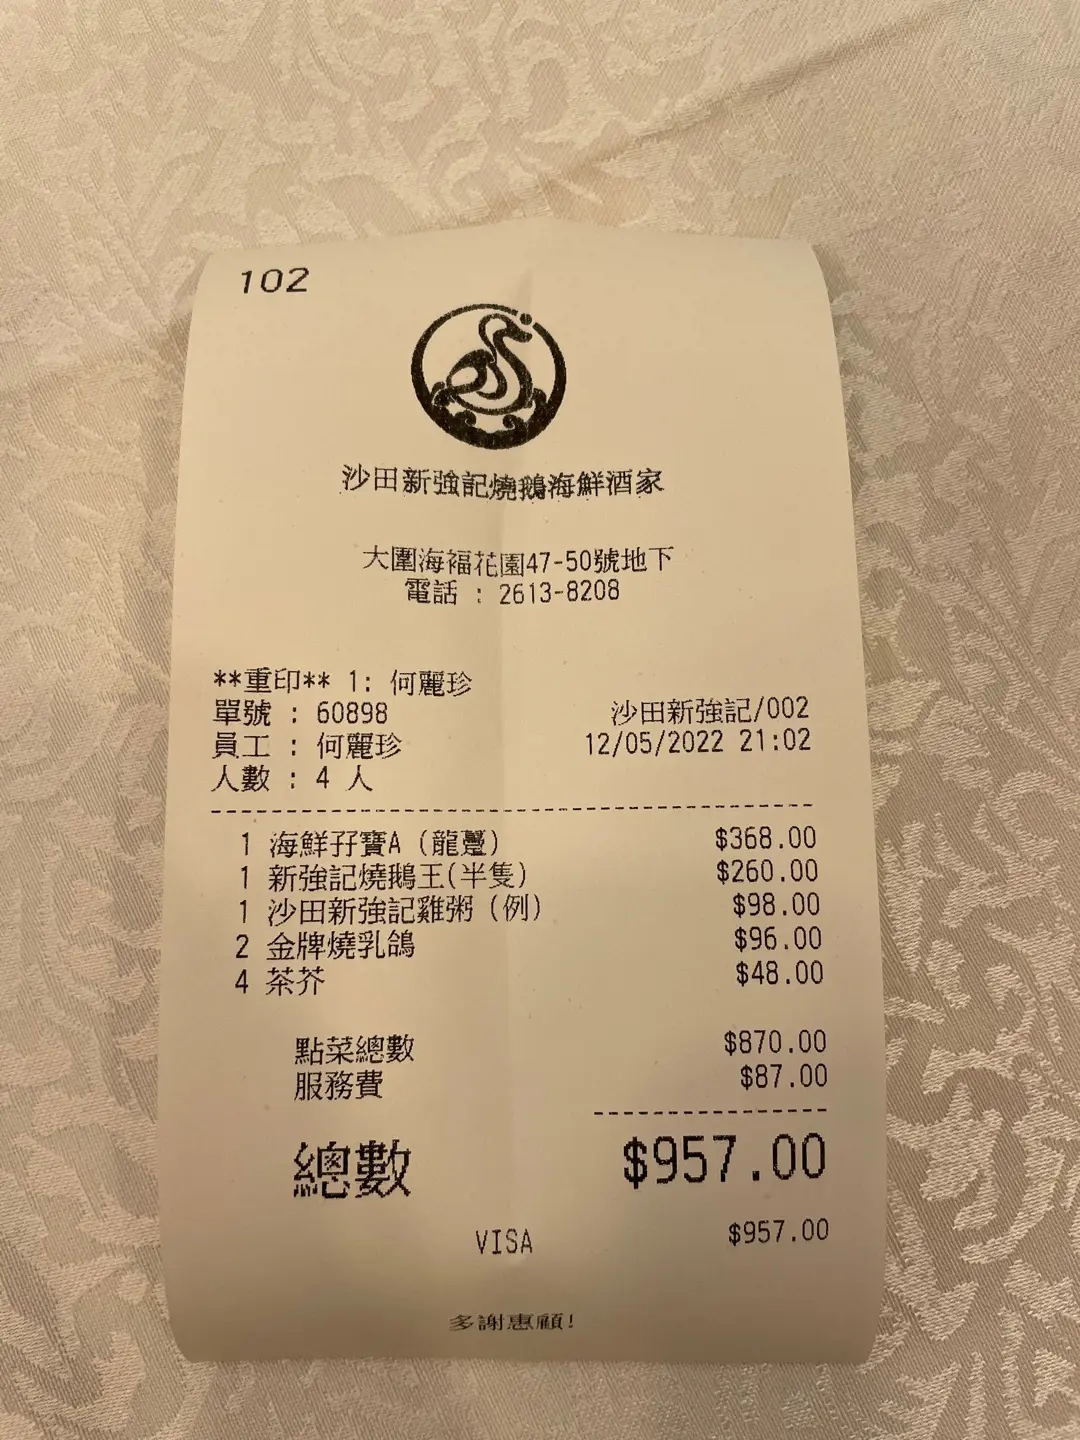 102
沙田新強記燒鵝海鮮酒家
大圍海福花園47-50號地下
電話 : 2613-8208
**重印** 1: 何麗珍
單號 : 60898 沙田新強記/002
員工 : 何麗珍 12/05/2022 21:02
人數 : 4 人
1 海鮮孖寶A (龍躉) $368.00
1 新強記燒鵝王(半隻) $260.00
1 沙田新強記雞粥 (例) $98.00
2 金牌燒乳鴿 $96.00
4 茶芥 $48.00
點菜總數 $870.00
服務費 $87.00
總數 $957.00
VISA $957.00
多謝惠顧!